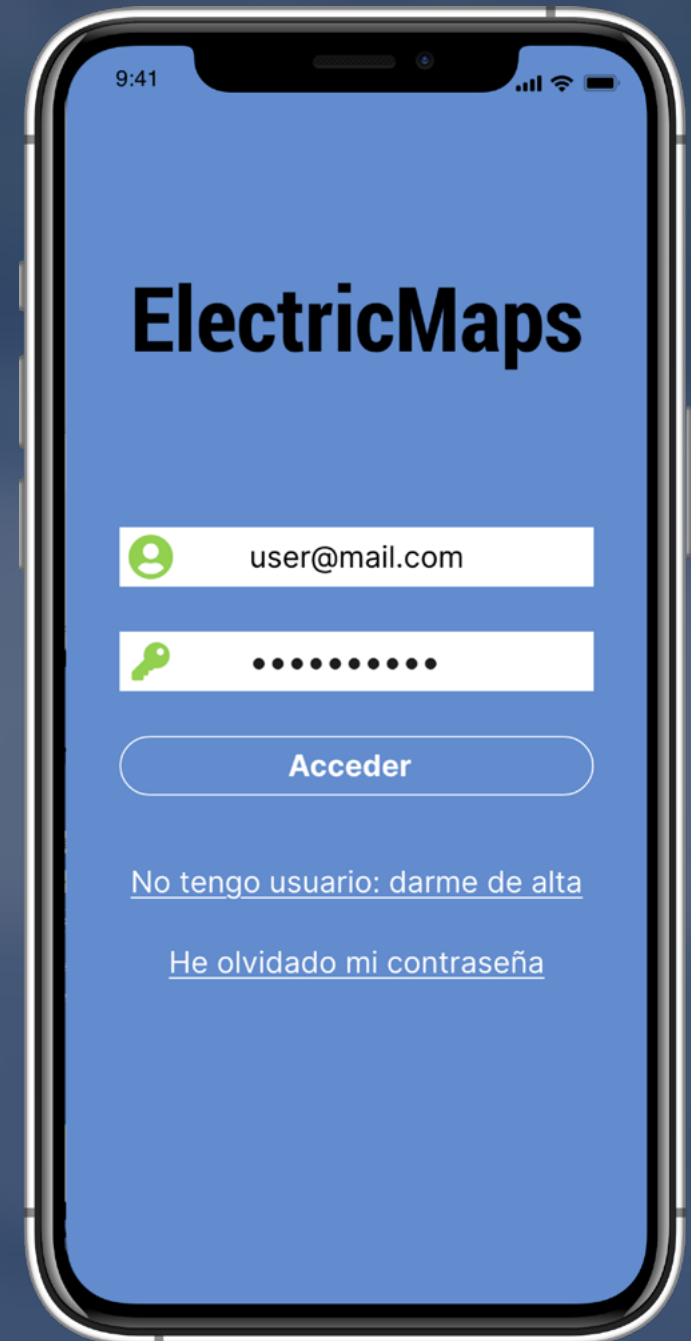 9:41
ElectricMaps
user@mail.com
••••••••••
Acceder
No tengo usuario: darme de alta
He olvidado mi contraseña